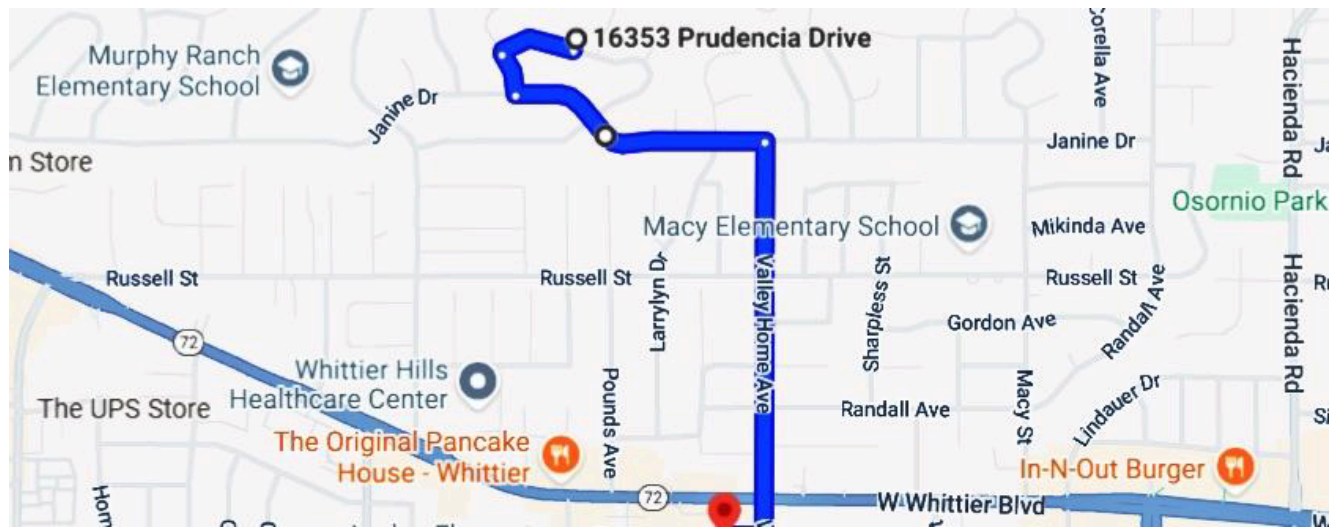 16353 Prudencia Drive
Murphy Ranch
Elementary School
Corella Ave
Hacienda Rd
Janine Dr
Janine Dr
Store
Osornio Park
Macy Elementary School
Mikinda Ave
Russell St
Russell St
Larrylyn Dr
Valley Home Ave
Sharpless St
Russell St
Randall Ave
Hacienda Rd
Gordon Ave
72
Whittier Hills
Healthcare Center
The UPS Store
Pounds Ave
Randall Ave
Macy St
Lindauer Dr
The Original Pancake
House - Whittier
In-N-Out Burger
72
W Whittier Blvd